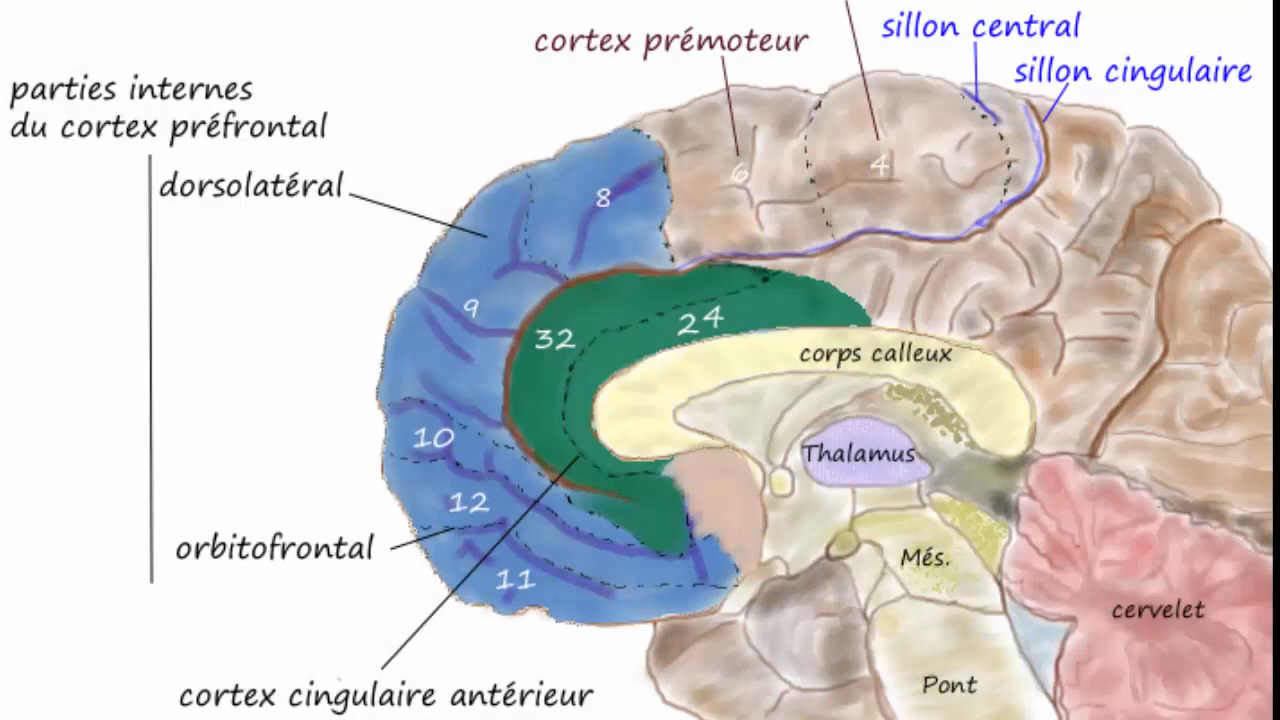 sillon central
cortex prémoteur
sillon cingulaire
parties internes
du cortex préfrontal
dorsolatéral
6
4
8
9
32
24
corps calleux
10
Thalamus
12
orbitofrontal
Més.
11
cervelet
cortex cingulaire antérieur
Pont